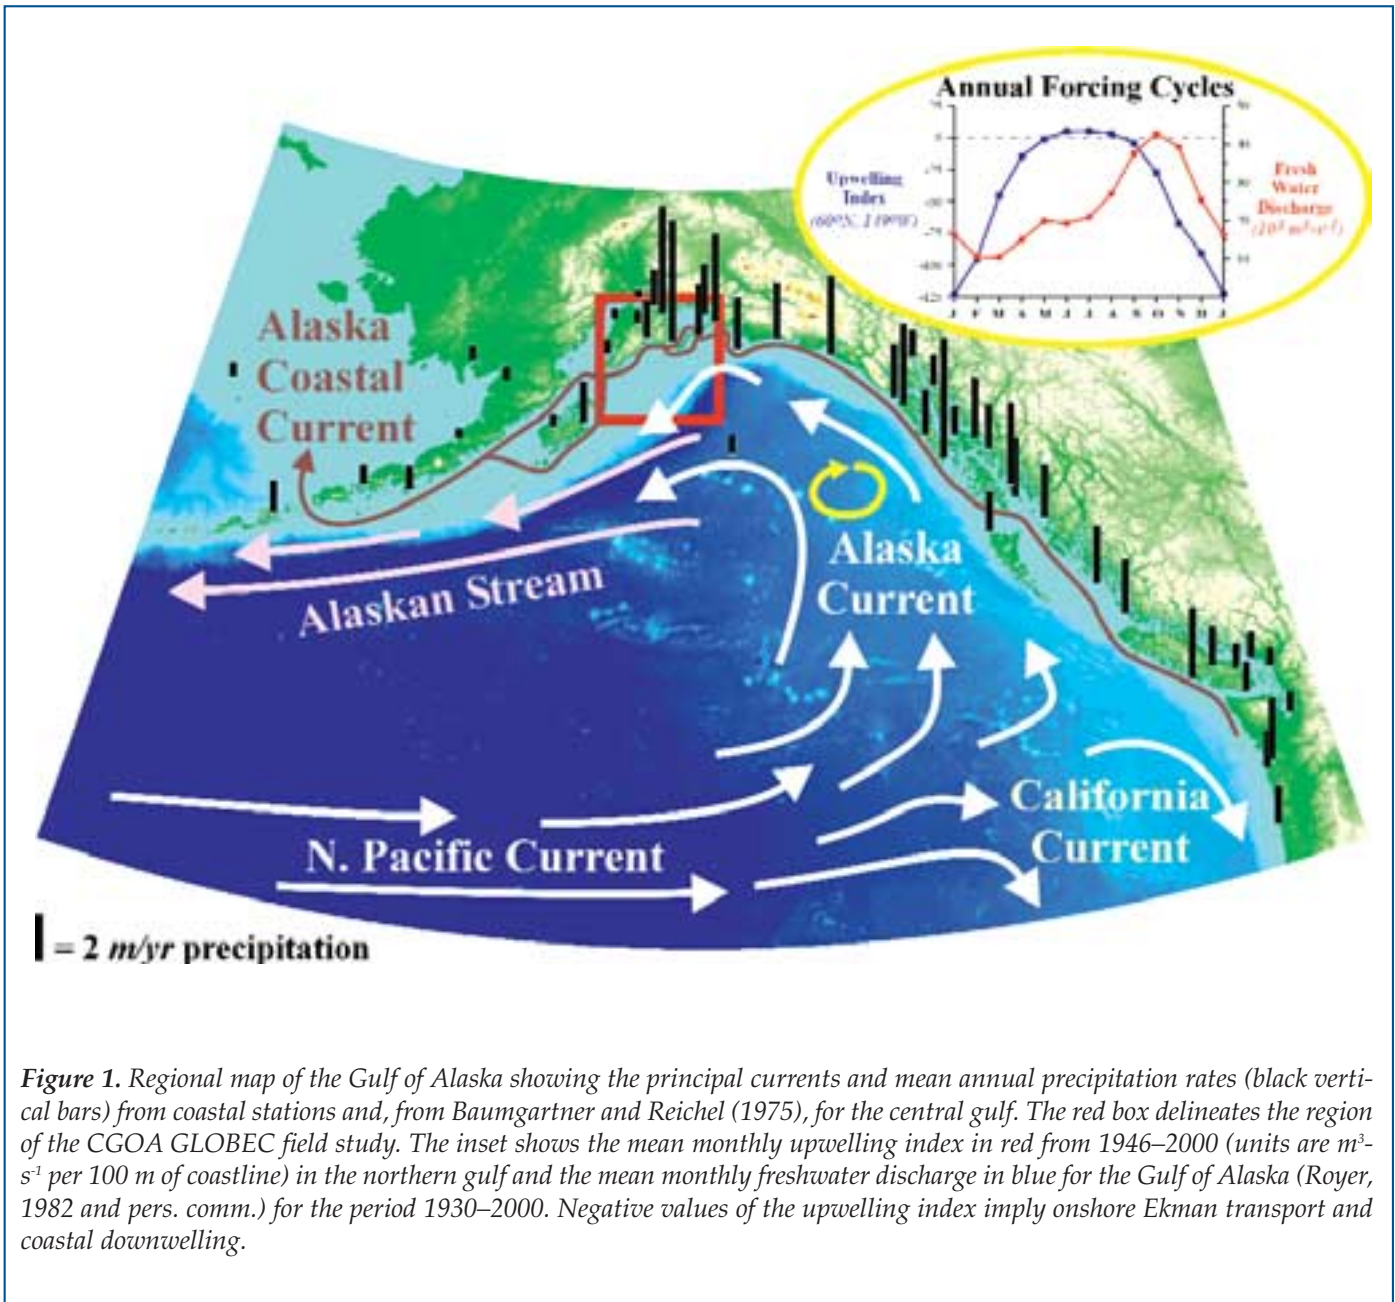 Annual Forcing Cycles
Upwelling
Index
(60°N, 149°W)
Fresh
Water
Discharge
J F M A M J J A S O N D J
Alaska
Coastal
Current
Alaska
Current
Alaskan Stream
California
Current
N. Pacific Current
= 2 m/yr precipitation
Figure 1. Regional map of the Gulf of Alaska showing the principal currents and mean annual precipitation rates (black verti-
cal bars) from coastal stations and, from Baumgartner and Reichel (1975), for the central gulf. The red box delineates the region
of the CGOA GLOBEC field study. The inset shows the mean monthly upwelling index in red from 1946–2000 (units are m³-
s⁻¹ per 100 m of coastline) in the northern gulf and the mean monthly freshwater discharge in blue for the Gulf of Alaska (Royer,
1982 and pers. comm.) for the period 1930–2000. Negative values of the upwelling index imply onshore Ekman transport and
coastal downwelling.